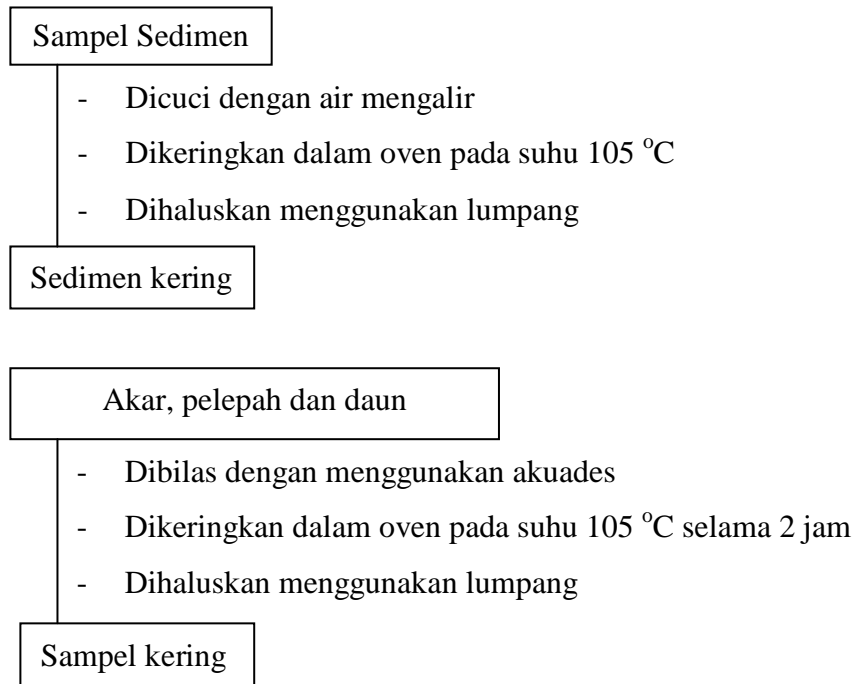 Sampel Sedimen
- Dicuci dengan air mengalir
- Dikeringkan dalam oven pada suhu 105 °C
- Dihaluskan menggunakan lumpang
Sedimen kering
Akar, pelepah dan daun
- Dibilas dengan menggunakan akuades
- Dikeringkan dalam oven pada suhu 105 °C selama 2 jam
- Dihaluskan menggunakan lumpang
Sampel kering